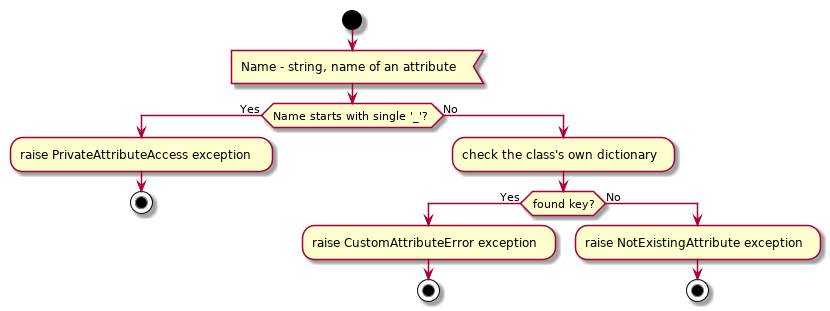 Name - string, name of an attribute
Yes
Name starts with single '_'?
No
raise PrivateAttributeAccess exception
check the class's own dictionary
Yes
found key?
No
raise CustomAttributeError exception
raise NotExistingAttribute exception